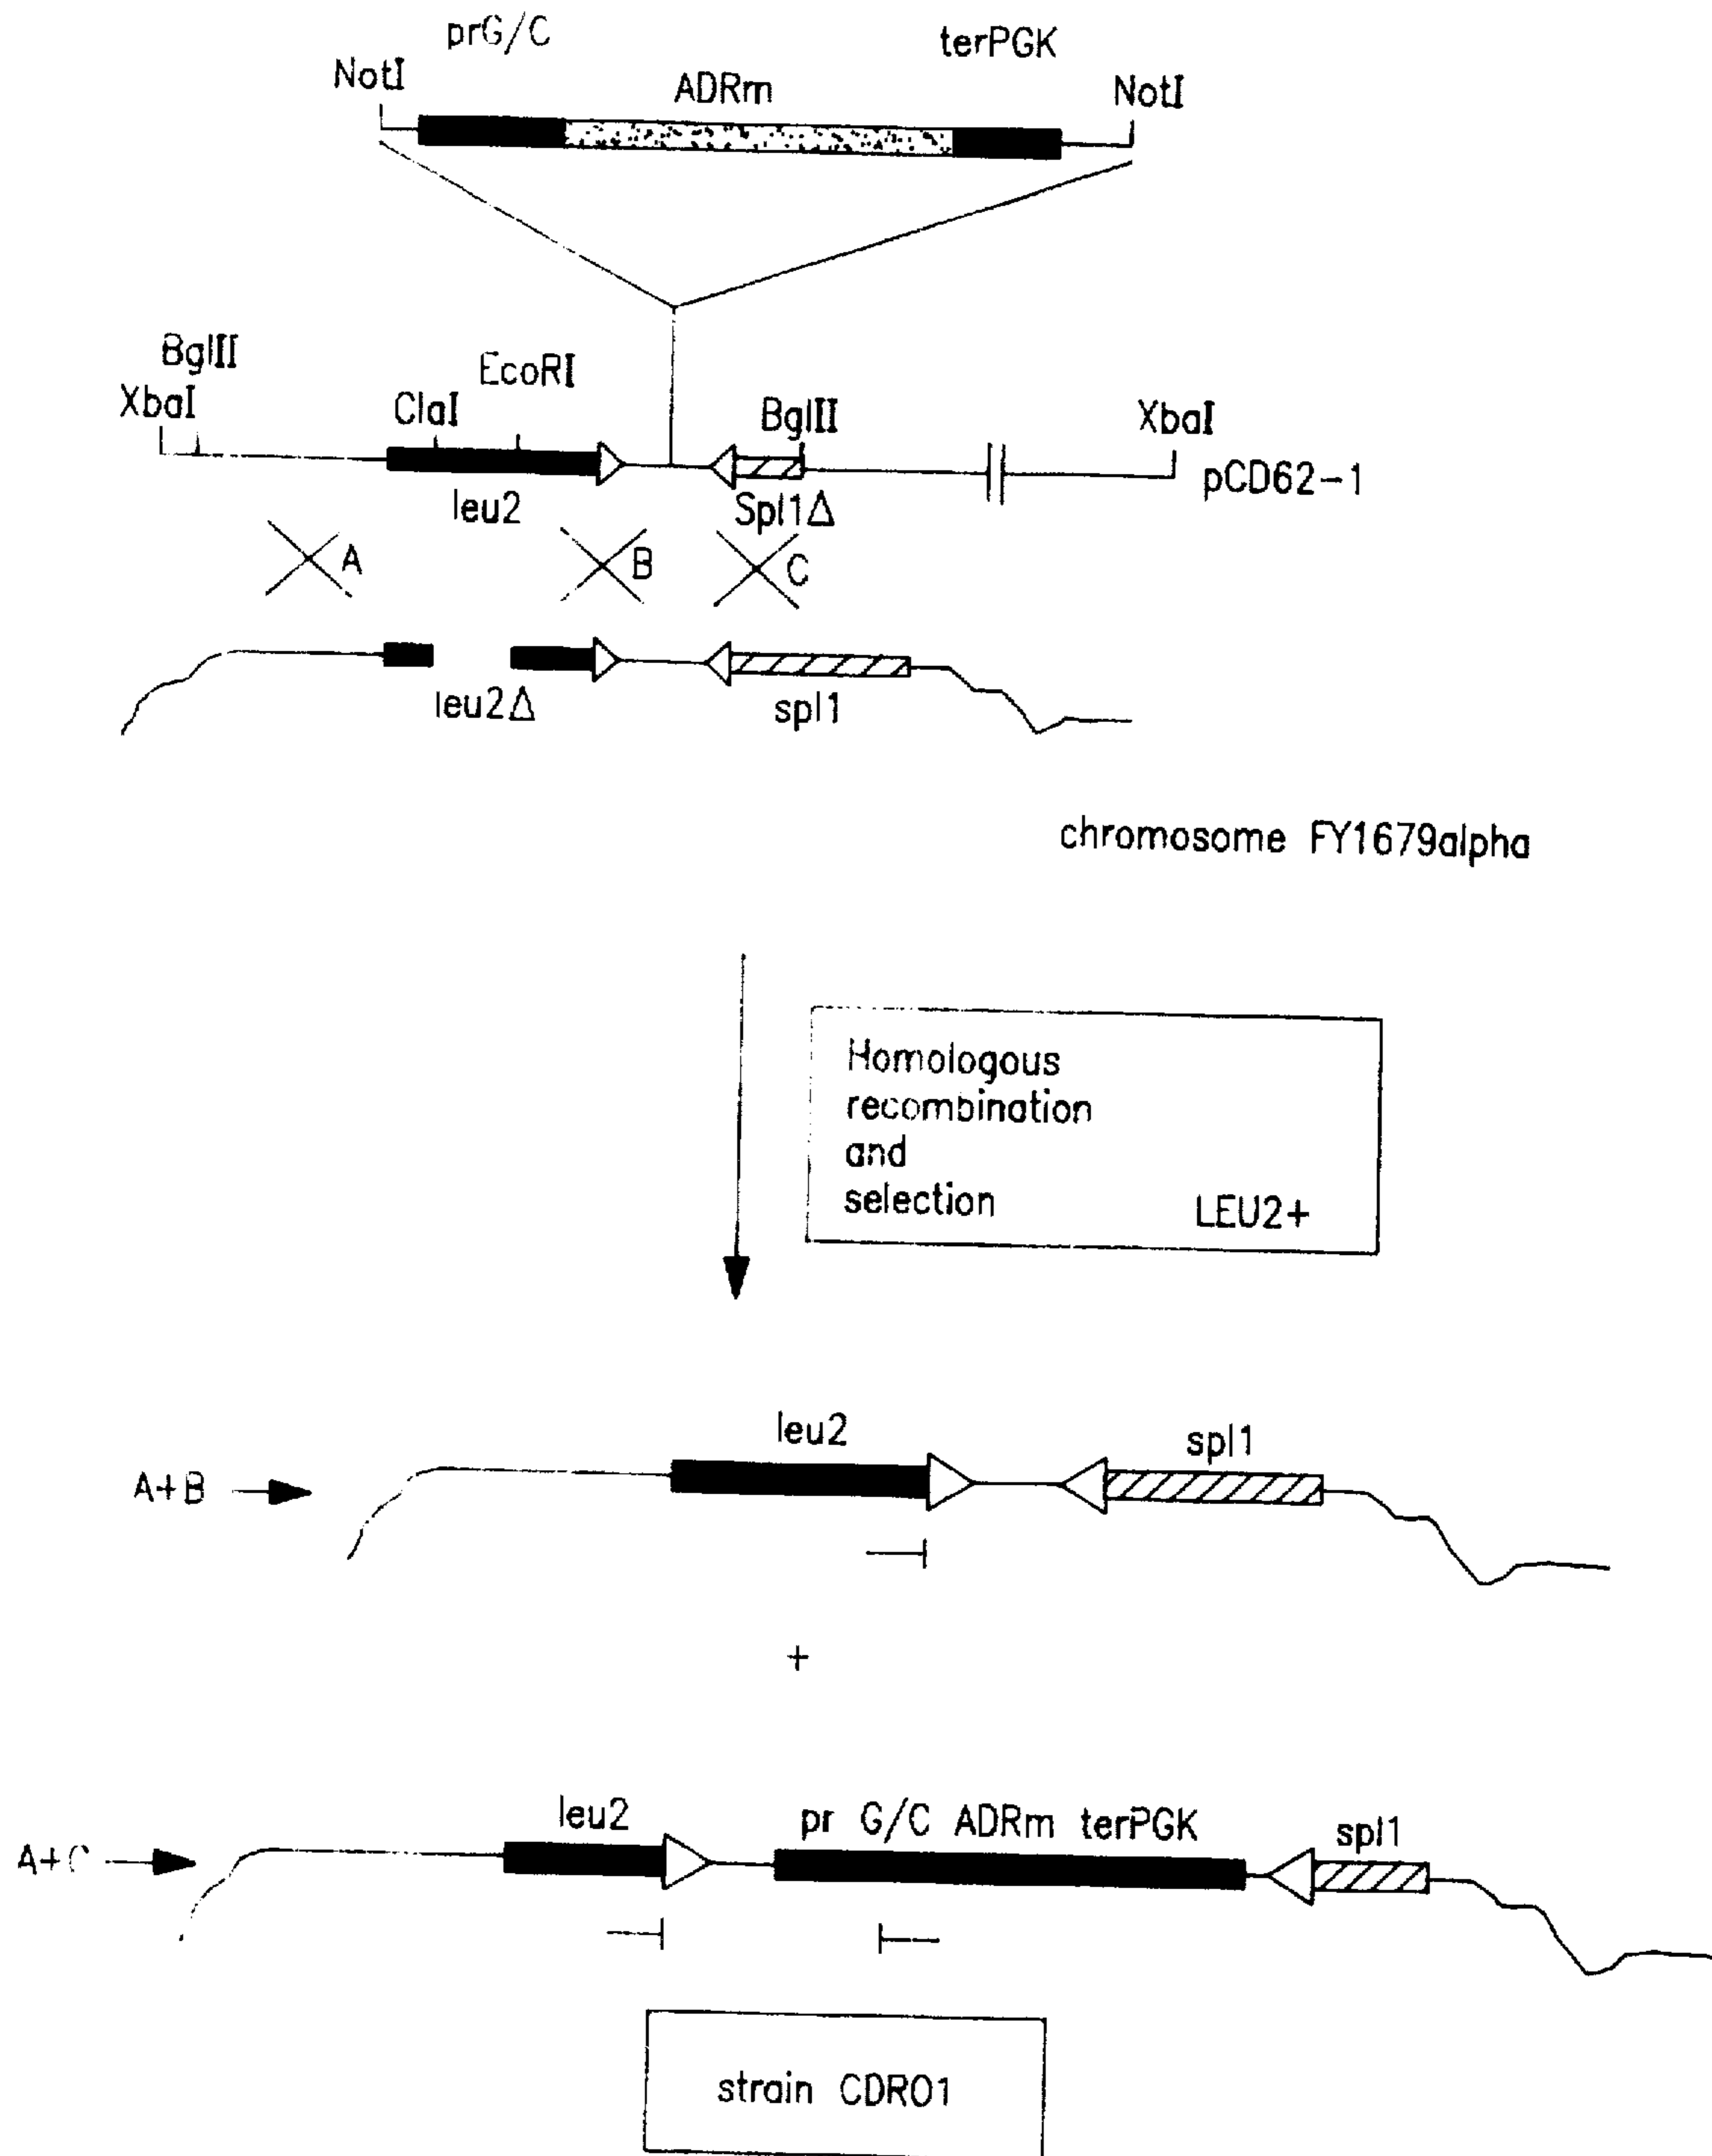 prG/C
terPGK
NotI
ADRm
NotI
BglII
XbaI
ClaI
EcoRI
BglII
XbaI
leu2
Spl1Δ
pCD62-1
A
B
C
leu2Δ
spl1
chromosome FY1679alpha
Homologous
recombination
and
selection LEU2+
leu2
spl1
A+B
+
leu2
pr G/C ADRm terPGK
spl1
A+C
strain CDR01